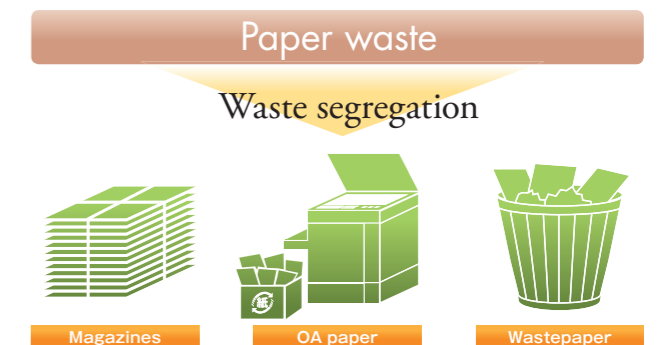 Paper waste
Waste segregation
紙
Magazines
OA paper
Wastepaper